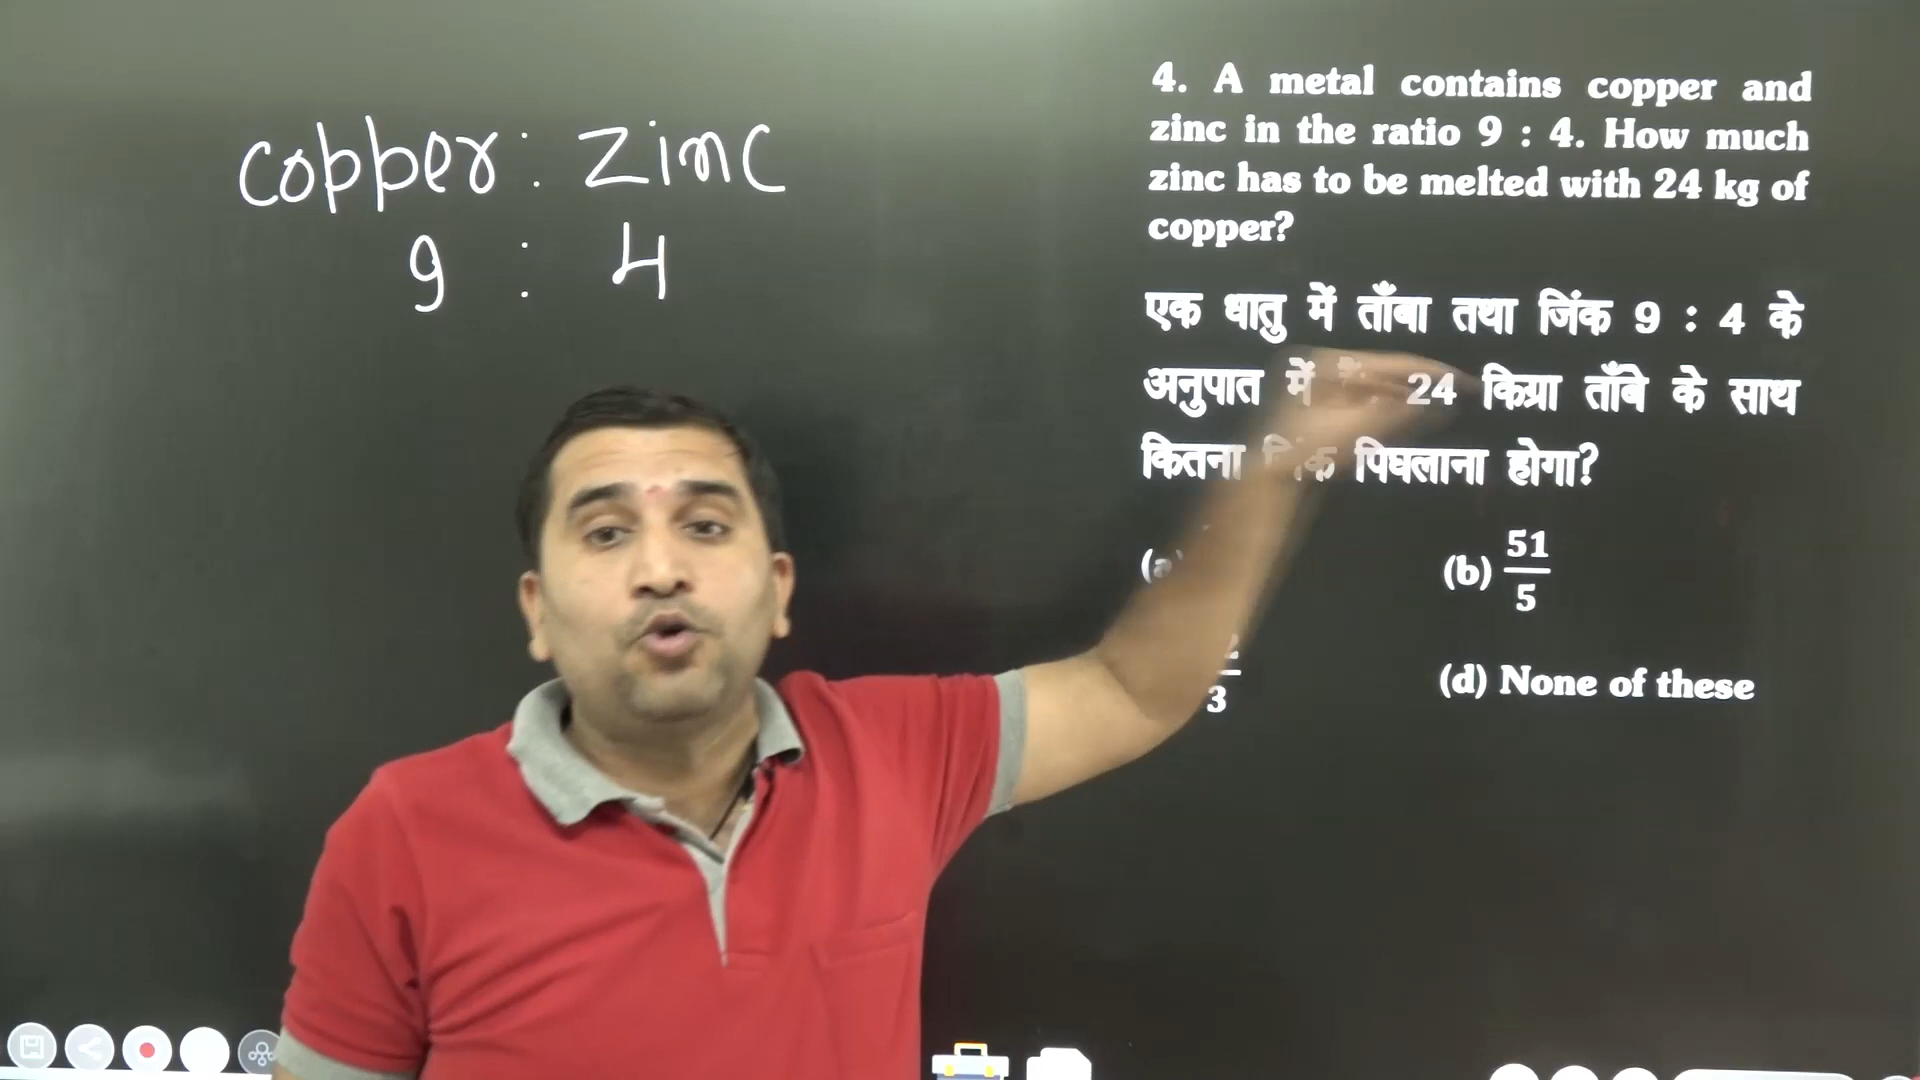 copper : zinc
9 : 4
4. A metal contains copper and
zinc in the ratio 9 : 4. How much
zinc has to be melted with 24 kg of
copper?
एक धातु में ताँबा तथा जिंक 9 : 4 के
अनुपात में 24 किग्रा ताँबे के साथ
कितना पिघलाना होगा?
(a) (b) 51/5
3 (d) None of these